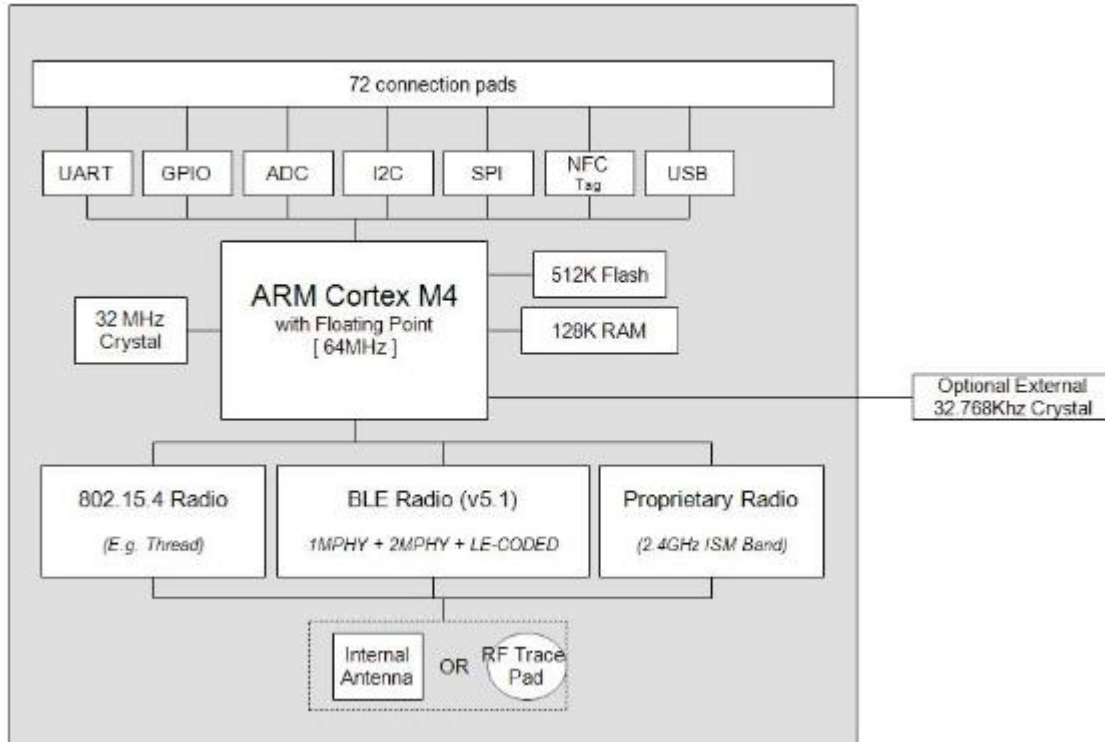 72 connection pads
UART GPIO ADC I2C SPI NFC Tag USB
ARM Cortex M4
with Floating Point
[ 64MHz ]
512K Flash
128K RAM
32 MHz
Crystal
Optional External
32.768Khz Crystal
802.15.4 Radio
(E.g. Thread)
BLE Radio (v5.1)
1MPHY + 2MPHY + LE-CODED
Proprietary Radio
(2.4GHz ISM Band)
Internal
Antenna
OR
RF Trace
Pad